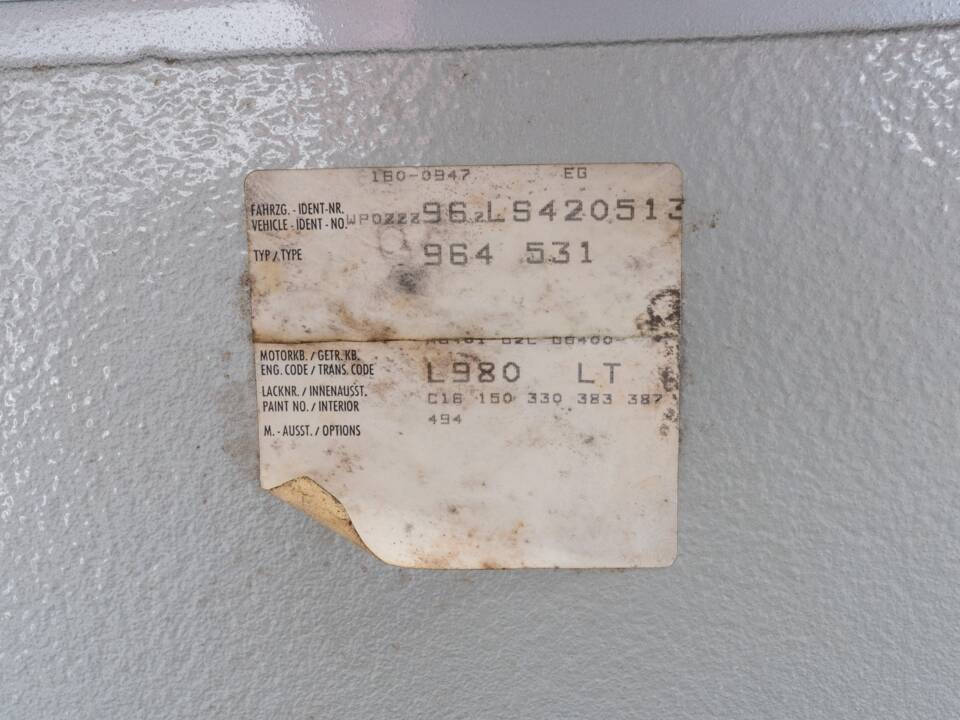 160-0947 EG
FAHRZG. - IDENT-NR.
VEHICLE - IDENT - NO. WP0ZZZ96ZLS420513
TYP / TYPE 964 531
MOTORKB. / GETR. KB.
ENG. CODE / TRANS. CODE L980 LT
LACKNR. / INNENAUSST.
PAINT NO. / INTERIOR C16 150 330 383 387
494
M. - AUSST. / OPTIONS